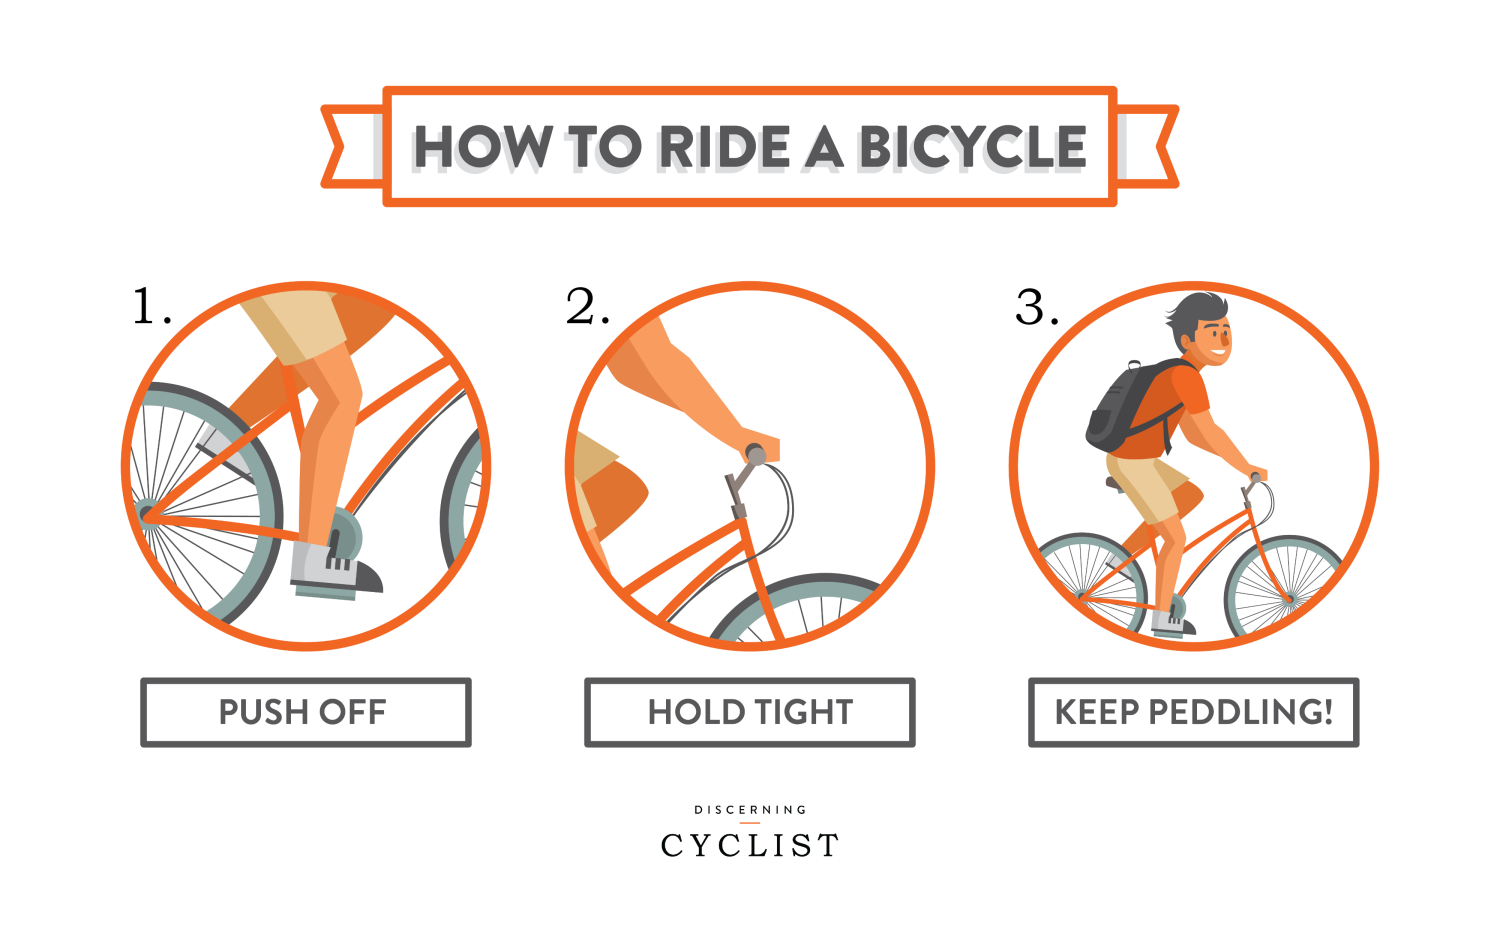 HOW TO RIDE A BICYCLE
1.
2.
3.
PUSH OFF
HOLD TIGHT
KEEP PEDDLING!
DISCERNING
CYCLIST